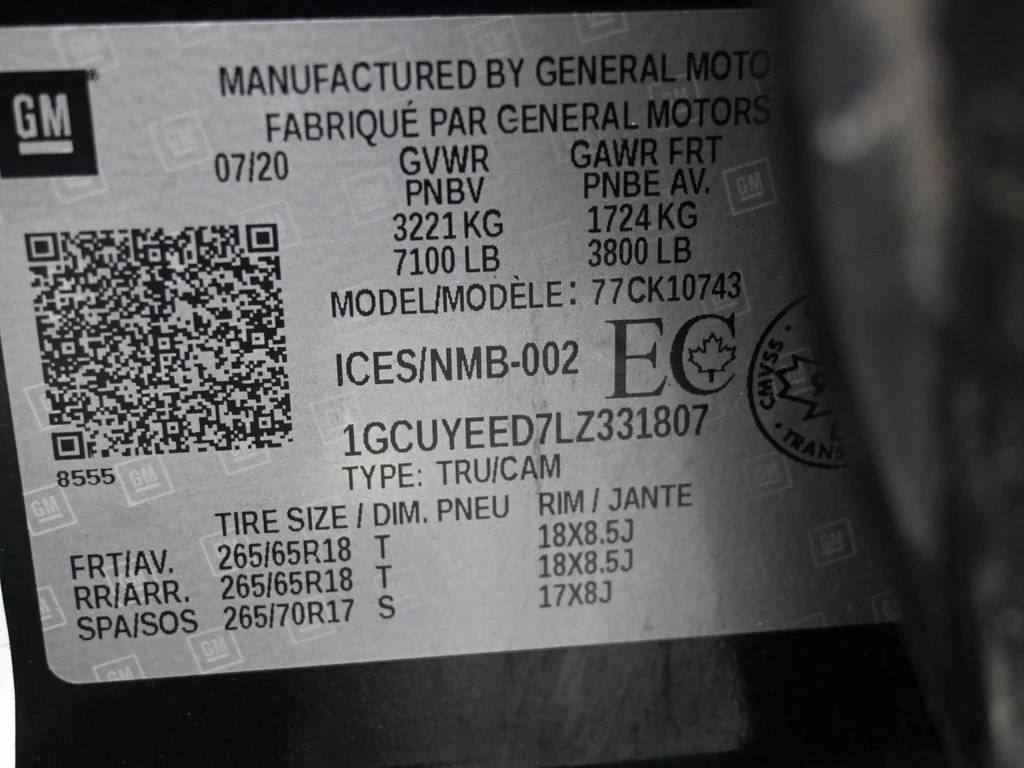 GM
MANUFACTURED BY GENERAL MOTO
FABRIQUÉ PAR GENERAL MOTORS
07/20 GVWR GAWR FRT
PNBV PNBE AV.
3221 KG 1724 KG
7100 LB 3800 LB
MODEL/MODÈLE: 77CK10743
ICES/NMB-002 EC
CMVSS
TRANS
1GCUYEED7LZ331807
8555
TYPE: TRU/CAM
TIRE SIZE / DIM. PNEU RIM / JANTE
FRT/AV. 265/65R18 T 18X8.5J
RR/ARR. 265/65R18 T 18X8.5J
SPA/SOS 265/70R17 S 17X8J